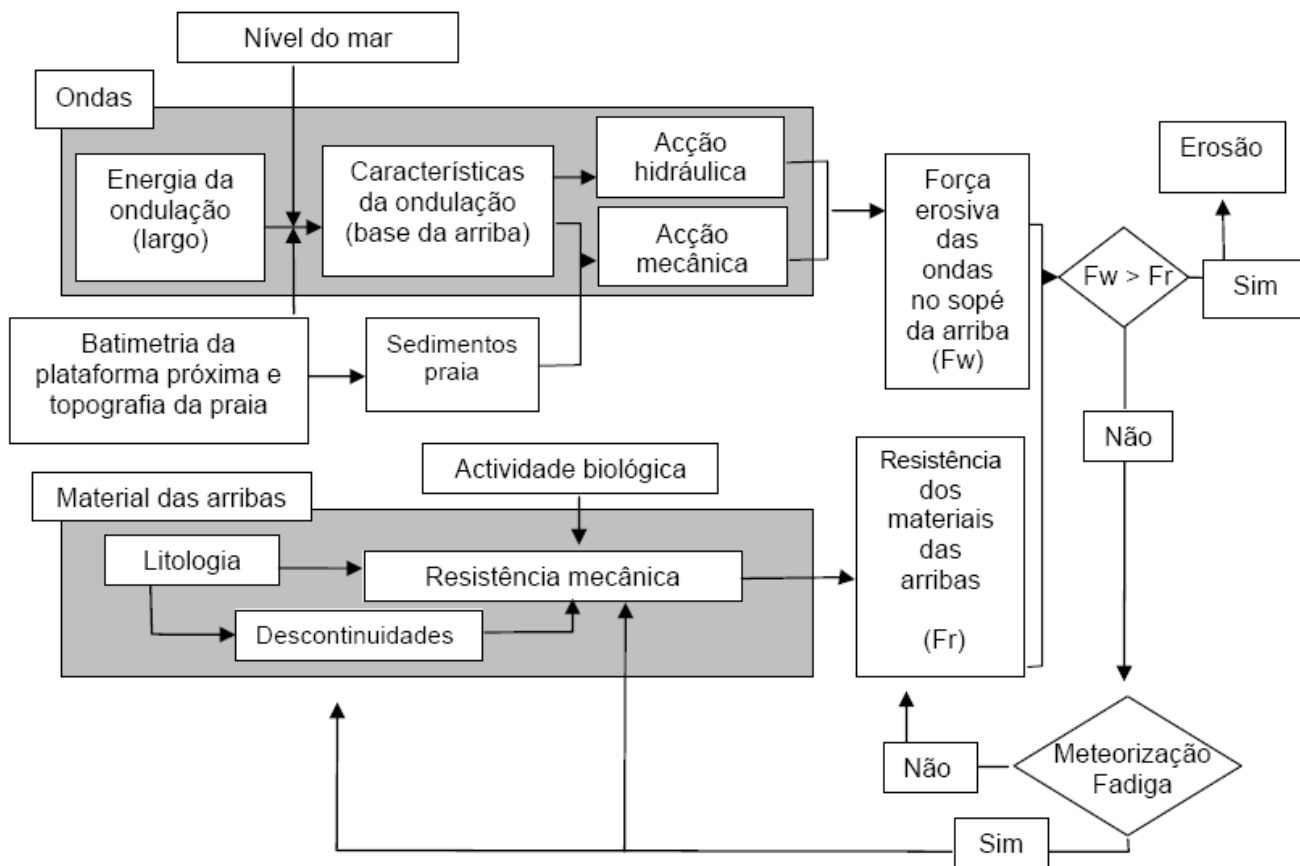 Nível do mar
Ondas
Energia da
ondulação
(largo)
Características
da ondulação
(base da arriba)
Acção
hidráulica
Acção
mecânica
Força
erosiva
das
ondas
no sopé
da arriba
(Fw)
Erosão
Fw > Fr
Sim
Batimetria da
plataforma próxima e
topografia da praia
Sedimentos
praia
Não
Actividade biológica
Material das arribas
Litologia
Resistência mecânica
Descontinuidades
Resistência
dos
materiais
das
arribas
(Fr)
Meteorização
Fadiga
Não
Sim